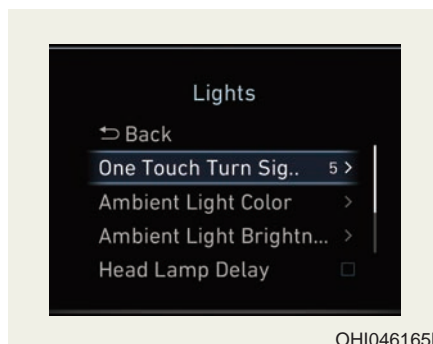 Lights
Back
One Touch Turn Sig.. 5 >
Ambient Light Color >
Ambient Light Brightn... >
Head Lamp Delay
OHI046165